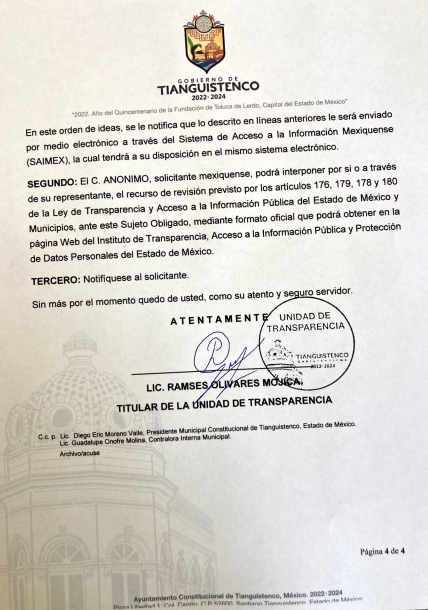 GOBIERNO DE
TIANGUISTENCO
2022-2024
"2022. Año del Quincentenario de la Fundación de Toluca de Lerdo, Capital del Estado de México"
En este orden de ideas, se le notifica que lo descrito en líneas anteriores le será enviado
por medio electrónico a través del Sistema de Acceso a la Información Mexiquense
(SAIMEX), la cual tendrá a su disposición en el mismo sistema electrónico.
SEGUNDO: El C. ANONIMO, solicitante mexiquense, podrá interponer por si o a través
de su representante, el recurso de revisión previsto por los artículos 176, 179, 178 y 180
de la Ley de Transparencia y Acceso a la Información Pública del Estado de México y
Municipios, ante este Sujeto Obligado, mediante formato oficial que podrá obtener en la
página Web del Instituto de Transparencia, Acceso a la Información Pública y Protección
de Datos Personales del Estado de México.
TERCERO: Notifíquese al solicitante.
Sin más por el momento quedo de usted, como su atento y seguro servidor.
ATENTAMENTE
UNIDAD DE
TRANSPARENCIA
TIANGUISTENCO
2022-2024
LIC. RAMSES OLIVARES MOJICA.
TITULAR DE LA UNIDAD DE TRANSPARENCIA
C.c. p. Lic. Diego Eric Moreno Valle, Presidente Municipal Constitucional de Tianguistenco, Estado de México.
Lic. Guadalupe Onofre Molina, Contralora Interna Municipal.
Archivo/acuse
Página 4 de 4
Ayuntamiento Constitucional de Tianguistenco, México. 2022-2024
Plaza Libertad 1, Col. Centro, C.P. 52600, Santiago Tianguistenco, Estado de México